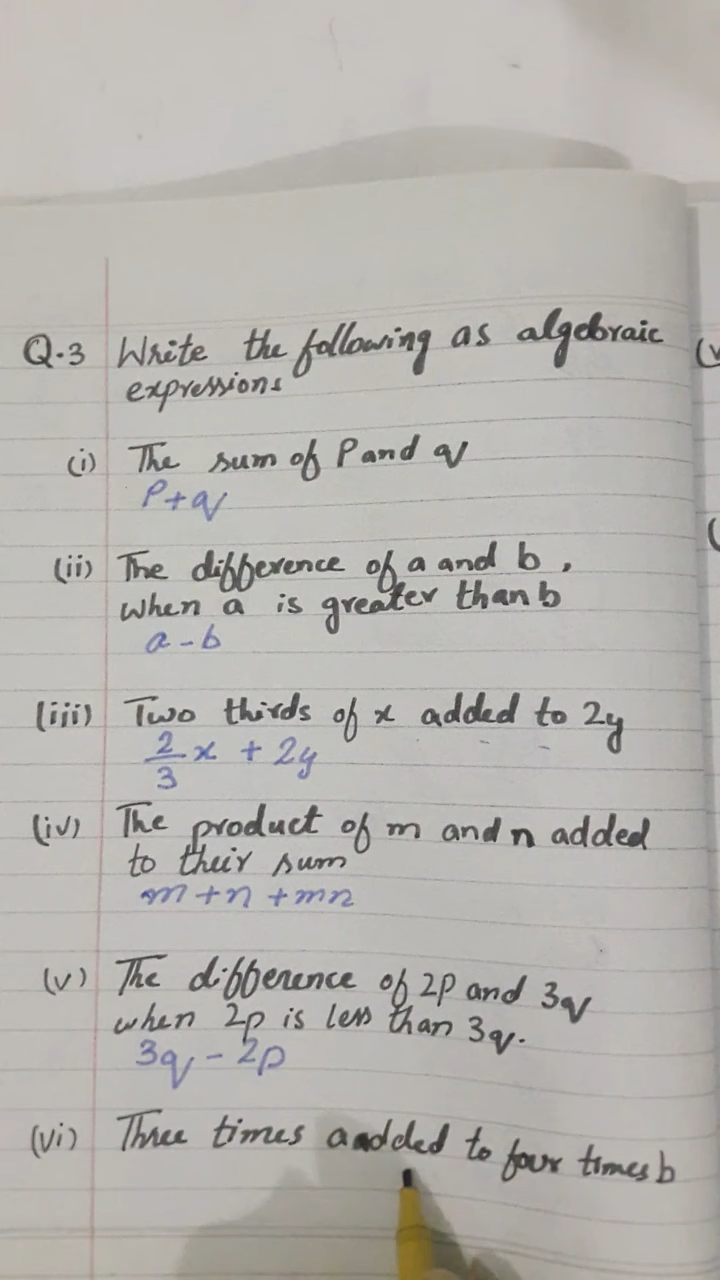 Q.3 Write the following as algebraic
expressions
(i) The sum of P and q
P+q
(ii) The difference of a and b,
when a is greater than b
a-b
(iii) Two thirds of x added to 2y
2/3 x + 2y
(iv) The product of m and n added
to their sum
m+n+mn
(v) The difference of 2p and 3q
when 2p is less than 3q.
3q-2p
(vi) Three times a added to four times b